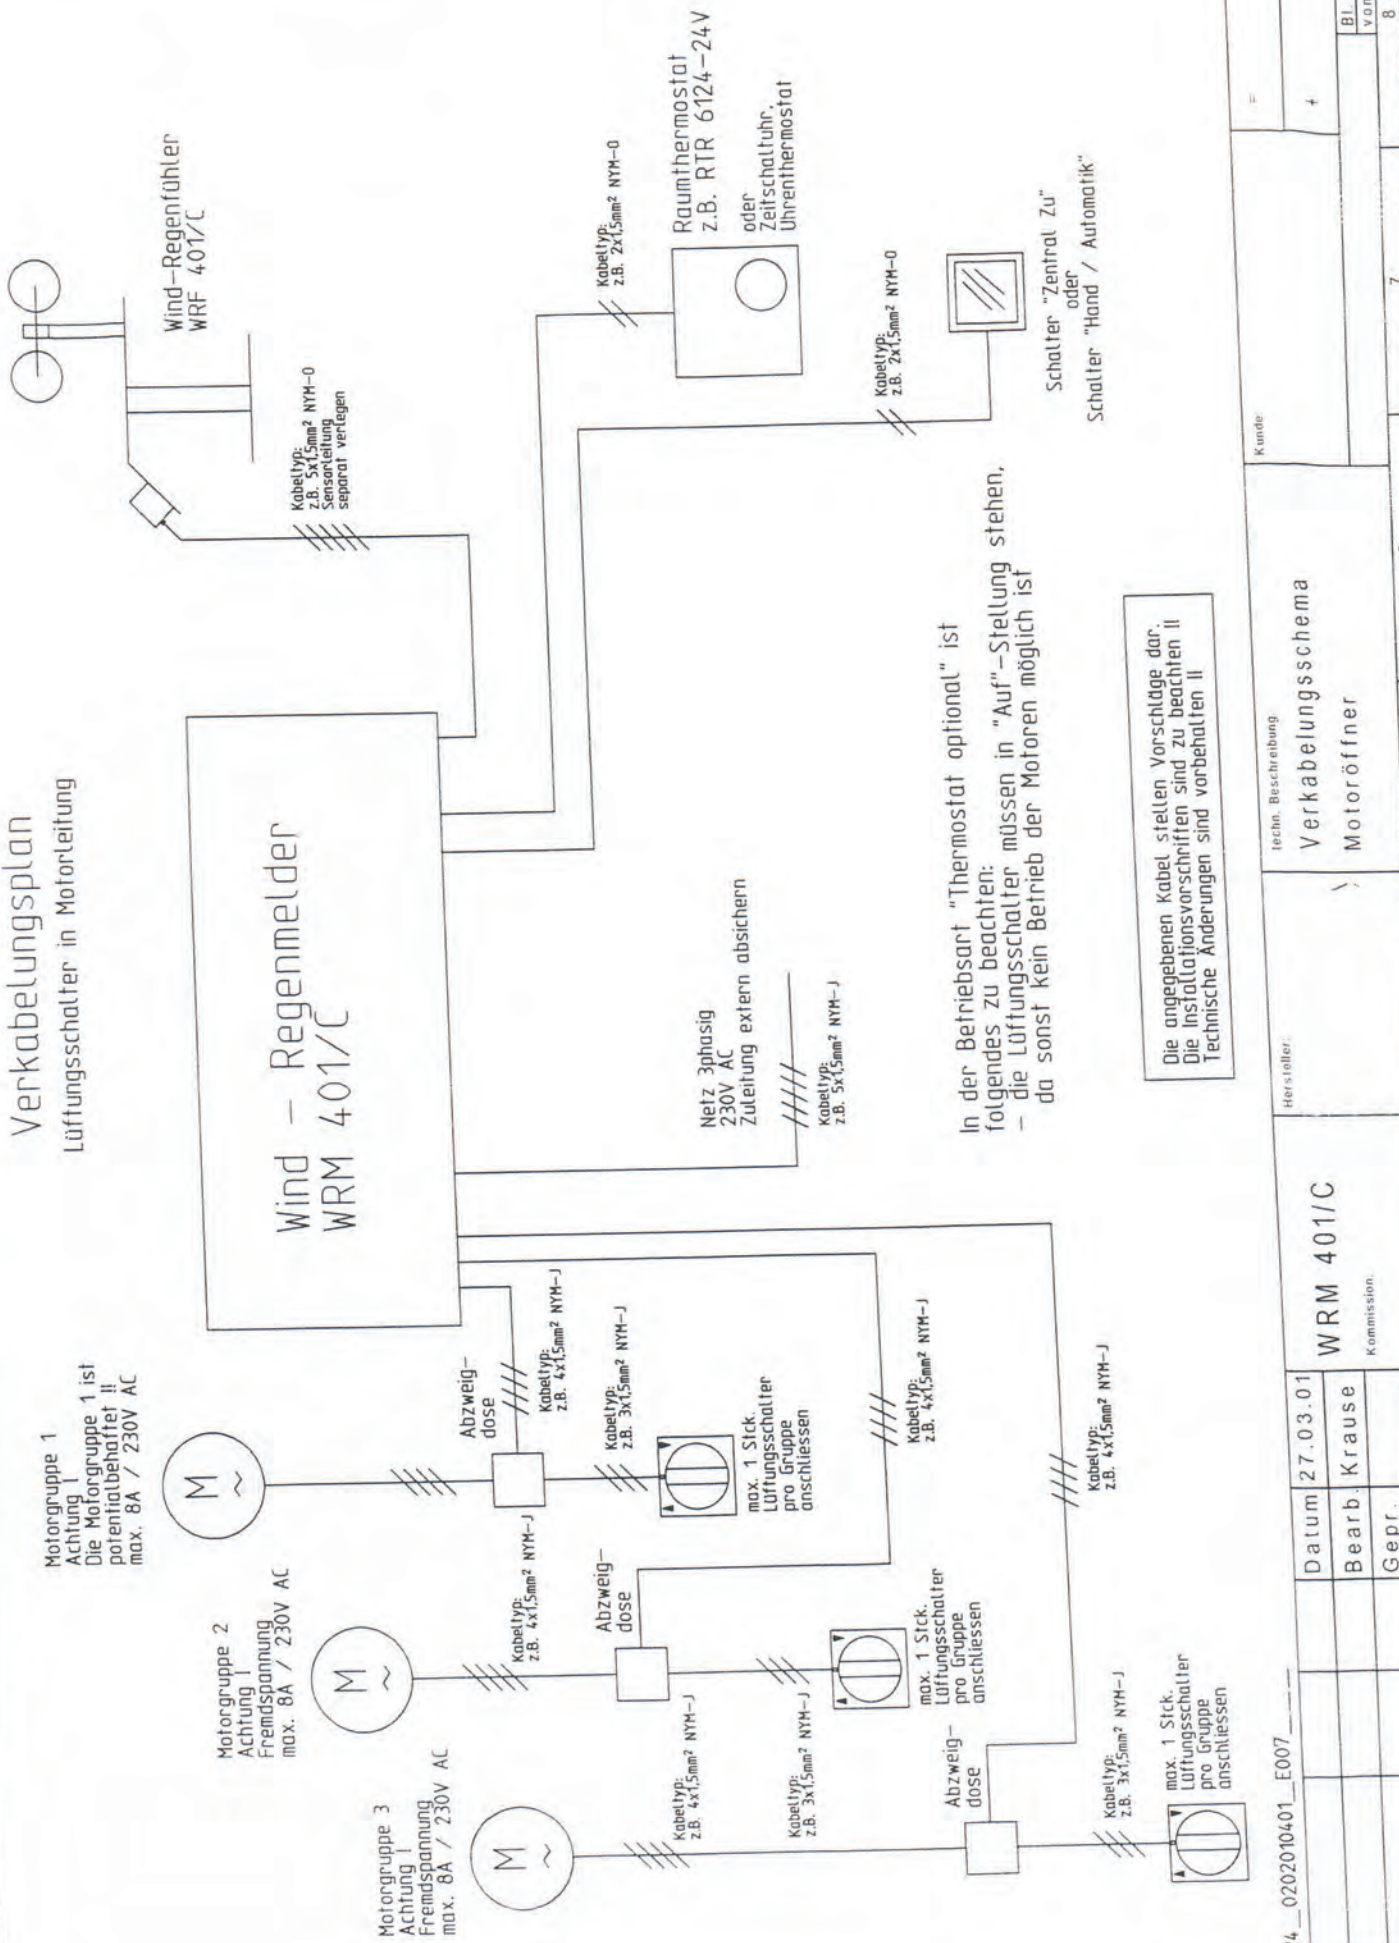 Verkabelungsplan
Lüftungsschalter in Motorleitung
Motorgruppe 1
Achtung !
Die Motorgruppe 1 ist
potentialbehaftet !!
max. 8A / 230V AC
Motorgruppe 2
Achtung !
Fremdspannung
max. 8A / 230V AC
Motorgruppe 3
Achtung !
Fremdspannung
max. 8A / 230V AC
M
~
M
~
M
~
Wind - Regenmelder
WRM 401/C
Wind-Regenfühler
WRF 401/C
Kabeltyp:
z.B. 5x1,5mm² NYM-O
Sensorleitung
separat verlegen
Kabeltyp:
z.B. 2x1,5mm² NYM-O
Raumthermostat
z.B. RTR 6124-24V
oder
Zeitschaltuhr,
Uhrenthermostat
Kabeltyp:
z.B. 2x1,5mm² NYM-O
Schalter "Zentral Zu"
oder
Schalter "Hand / Automatik"
Abzweig-
dose
Kabeltyp:
z.B. 4x1,5mm² NYM-J
Kabeltyp:
z.B. 3x1,5mm² NYM-J
max. 1 Stck.
Lüftungsschalter
pro Gruppe
anschliessen
Kabeltyp:
z.B. 4x1,5mm² NYM-J
Abzweig-
dose
Kabeltyp:
z.B. 4x1,5mm² NYM-J
Kabeltyp:
z.B. 3x1,5mm² NYM-J
max. 1 Stck.
Lüftungsschalter
pro Gruppe
anschliessen
Kabeltyp:
z.B. 4x1,5mm² NYM-J
Abzweig-
dose
Kabeltyp:
z.B. 4x1,5mm² NYM-J
Kabeltyp:
z.B. 3x1,5mm² NYM-J
max. 1 Stck.
Lüftungsschalter
pro Gruppe
anschliessen
Netz 3phasig
230V AC
Zuleitung extern absichern
Kabeltyp:
z.B. 5x1,5mm² NYM-J
In der Betriebsart "Thermostat optional" ist
folgendes zu beachten:
- die Lüftungsschalter müssen in "Auf"-Stellung stehen,
da sonst kein Betrieb der Motoren möglich ist
Die angegebenen Kabel stellen Vorschläge dar.
Die Installationsvorschriften sind zu beachten !!
Technische Änderungen sind vorbehalten !!
4__0202010401__E007___
Datum 27.03.01
Bearb. Krause
Gepr.
WRM 401/C
Kommission:
Hersteller:
techn. Beschreibung:
Verkabelungsschema
Motoröffner
Kunde:
=
+
Bl.
von
7
8